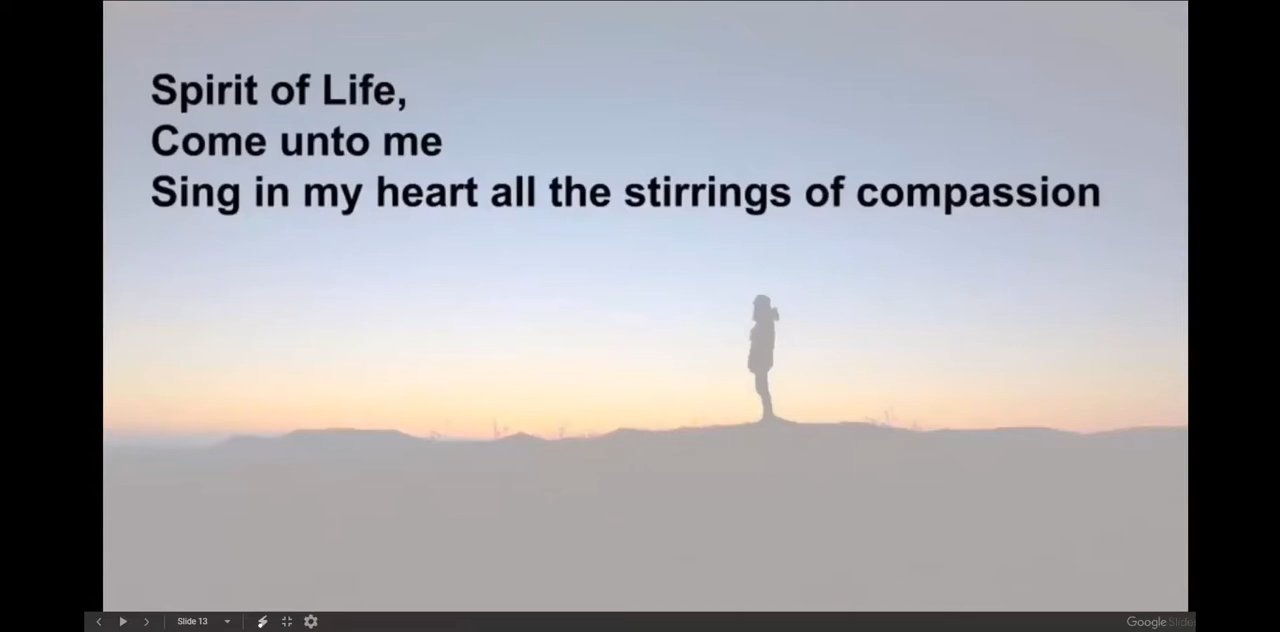 Spirit of Life,
Come unto me
Sing in my heart all the stirrings of compassion
Slide 13
Google Slides